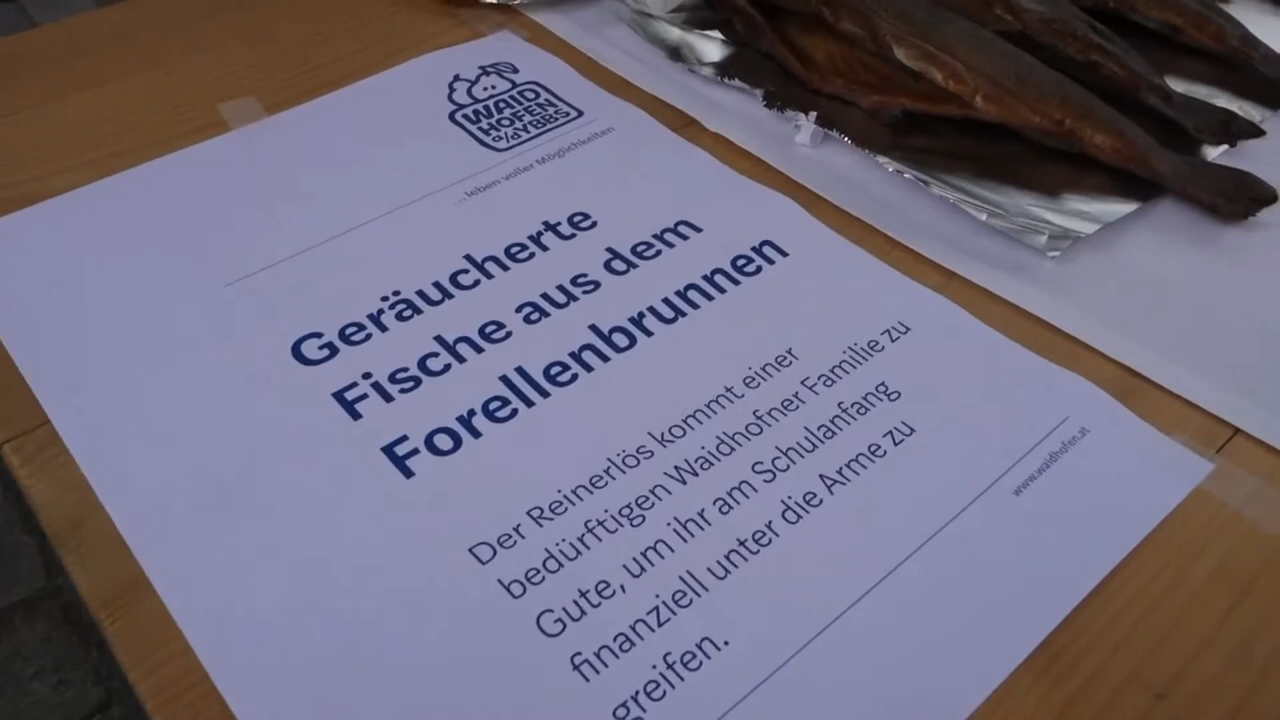 WAID
HOFEN
a/dYBBS
...leben voller Möglichkeiten
Geräucherte
Fische aus dem
Forellenbrunnen
Der Reinerlös kommt einer
bedürftigen Waidhofner Familie zu
Gute, um ihr am Schulanfang
finanziell unter die Arme zu
greifen.
www.waidhofen.at